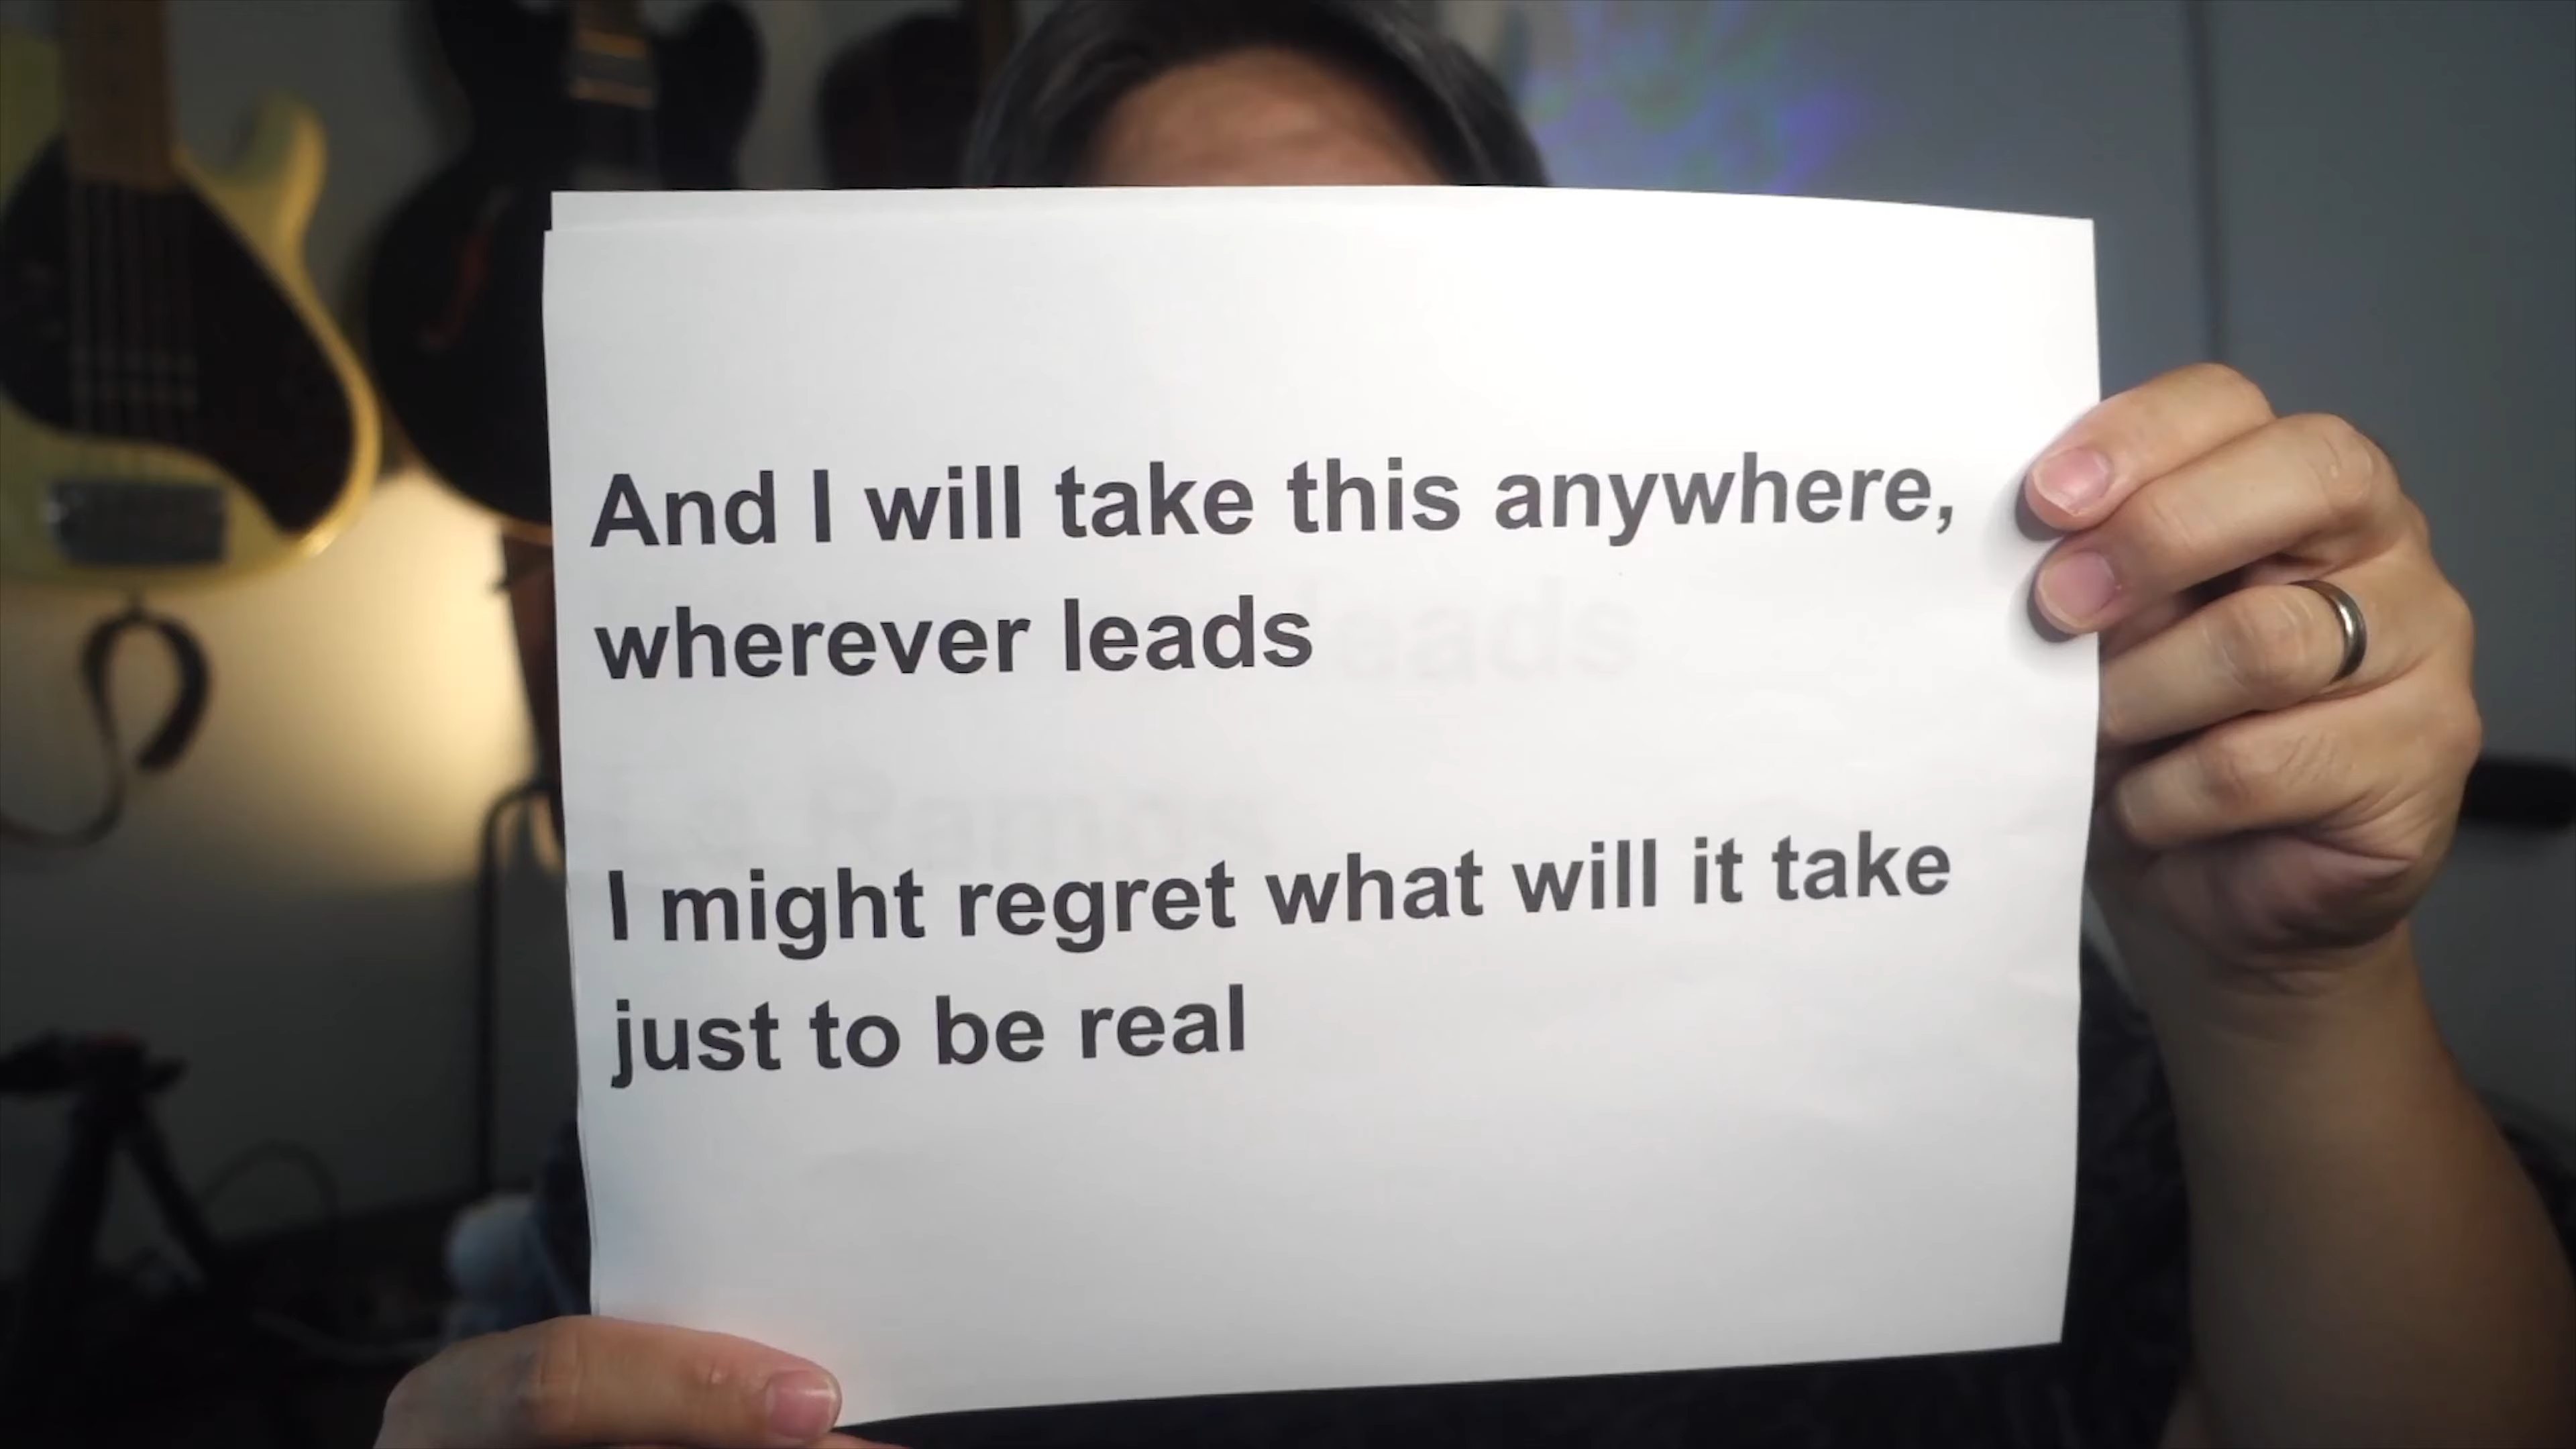 And I will take this anywhere,
wherever leads
I might regret what will it take
just to be real